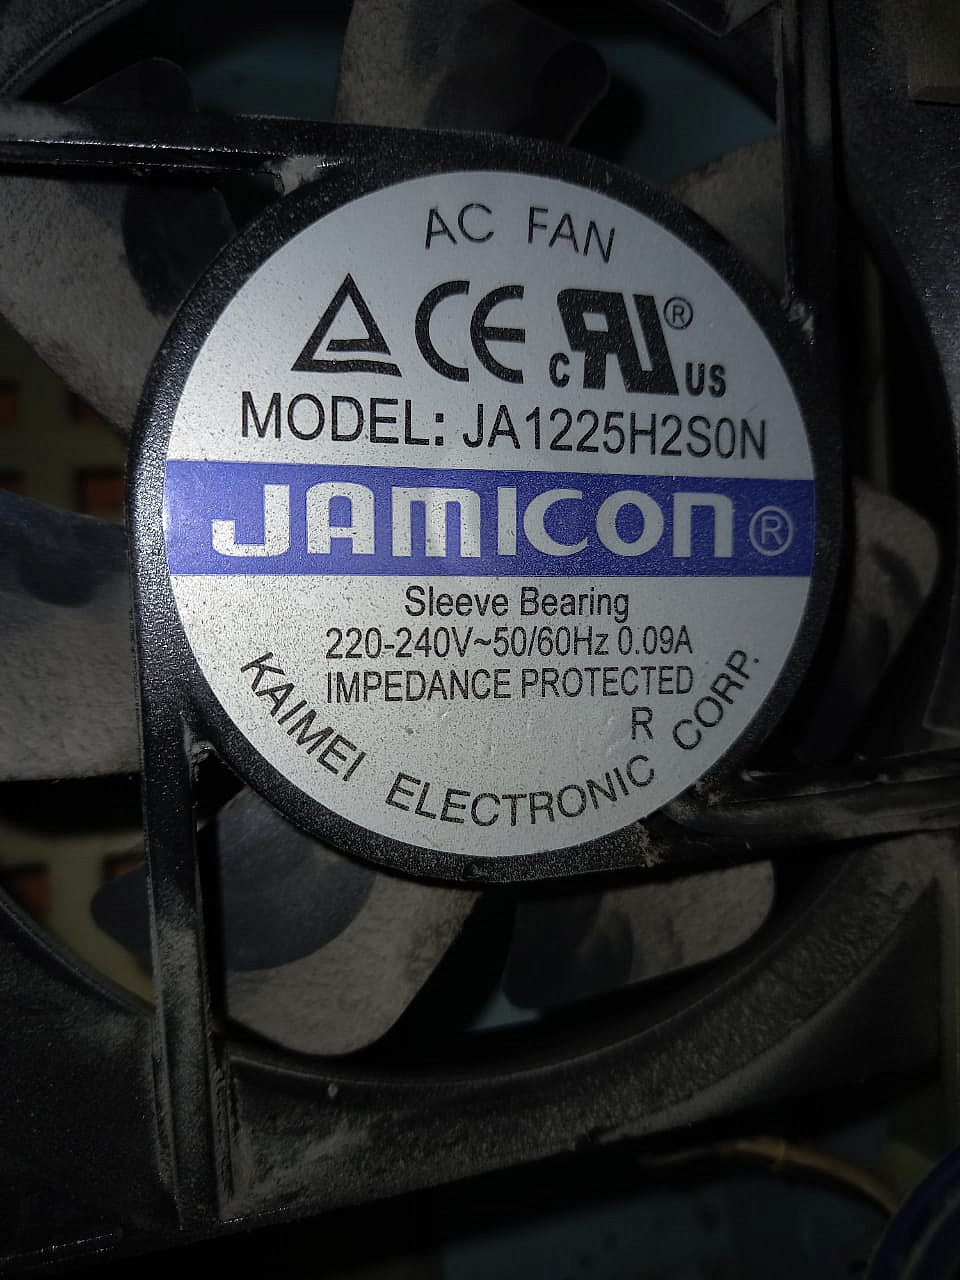 AC FAN
CE c RU ® US
MODEL: JA1225H2S0N
JAMICON ®
Sleeve Bearing
220-240V~50/60Hz 0.09A
IMPEDANCE PROTECTED
R
KAIMEI ELECTRONIC CORP.